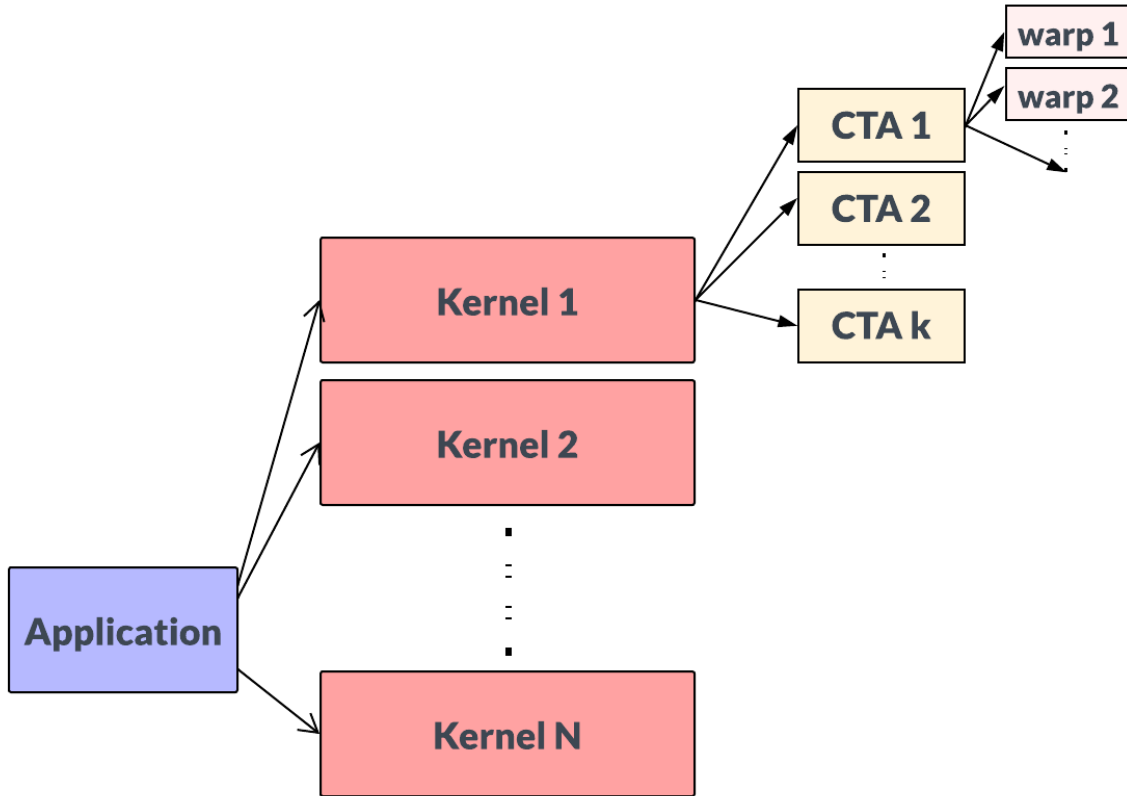 warp 1
warp 2
CTA 1
CTA 2
CTA k
Kernel 1
Kernel 2
Application
Kernel N